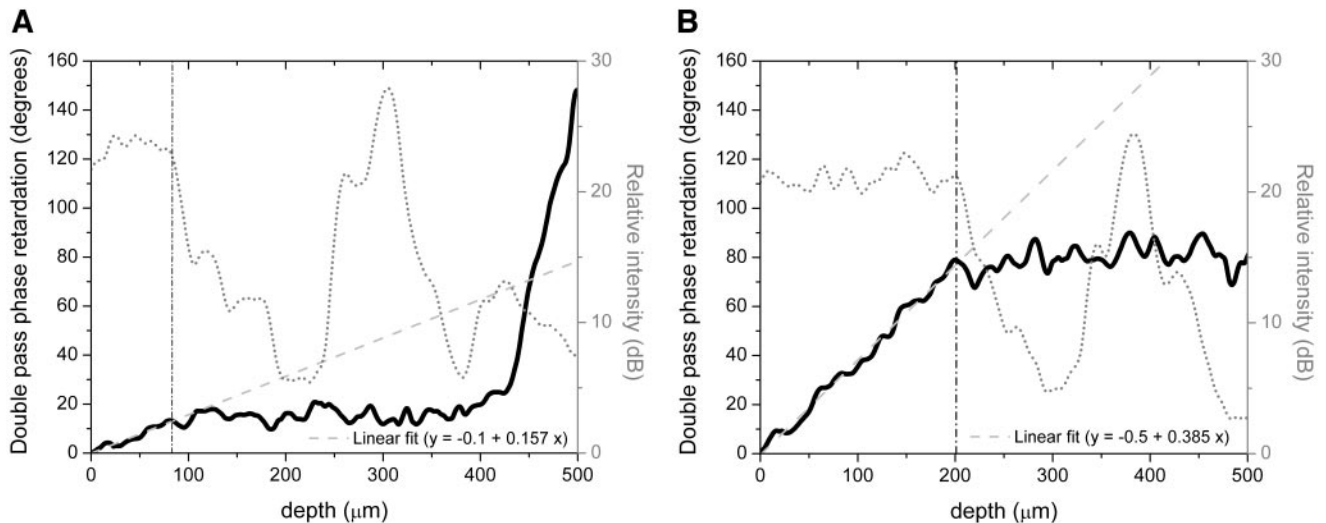 A
Double pass phase retardation (degrees)
160
140
120
100
80
60
40
20
0
30
20
10
0
Relative intensity (dB)
Linear fit (y = -0.1 + 0.157 x)
0 100 200 300 400 500
depth (μm)
B
Double pass phase retardation (degrees)
160
140
120
100
80
60
40
20
0
30
20
10
0
Relative intensity (dB)
Linear fit (y = -0.5 + 0.385 x)
0 100 200 300 400 500
depth (μm)